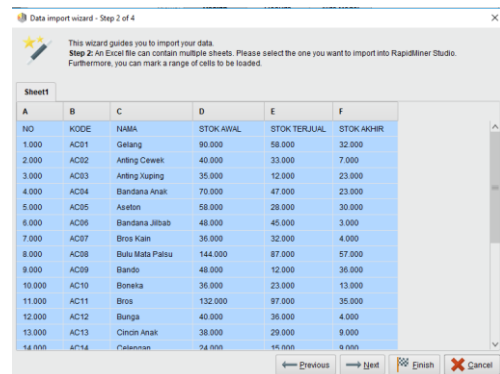 Data import wizard - Step 2 of 4
This wizard guides you to import your data.
Step 2: An Excel file can contain multiple sheets. Please select the one you want to import into RapidMiner Studio.
Furthermore, you can mark a range of cells to be loaded.
Sheet1
A B C D E F
NO KODE NAMA STOK AWAL STOK TERJUAL STOK AKHIR
1.000 AC01 Gelang 90.000 58.000 32.000
2.000 AC02 Anting Cewek 40.000 33.000 7.000
3.000 AC03 Anting Xuping 35.000 12.000 23.000
4.000 AC04 Bandana Anak 70.000 47.000 23.000
5.000 AC05 Aseton 58.000 28.000 30.000
6.000 AC06 Bandana Jilbab 48.000 45.000 3.000
7.000 AC07 Bros Kain 36.000 32.000 4.000
8.000 AC08 Bulu Mata Palsu 144.000 87.000 57.000
9.000 AC09 Bando 48.000 12.000 36.000
10.000 AC10 Boneka 36.000 23.000 13.000
11.000 AC11 Bros 132.000 97.000 35.000
12.000 AC12 Bunga 40.000 36.000 4.000
13.000 AC13 Cincin Anak 38.000 29.000 9.000
14.000 AC14 Celengan 24.000 15.000 9.000
Previous Next Finish Cancel